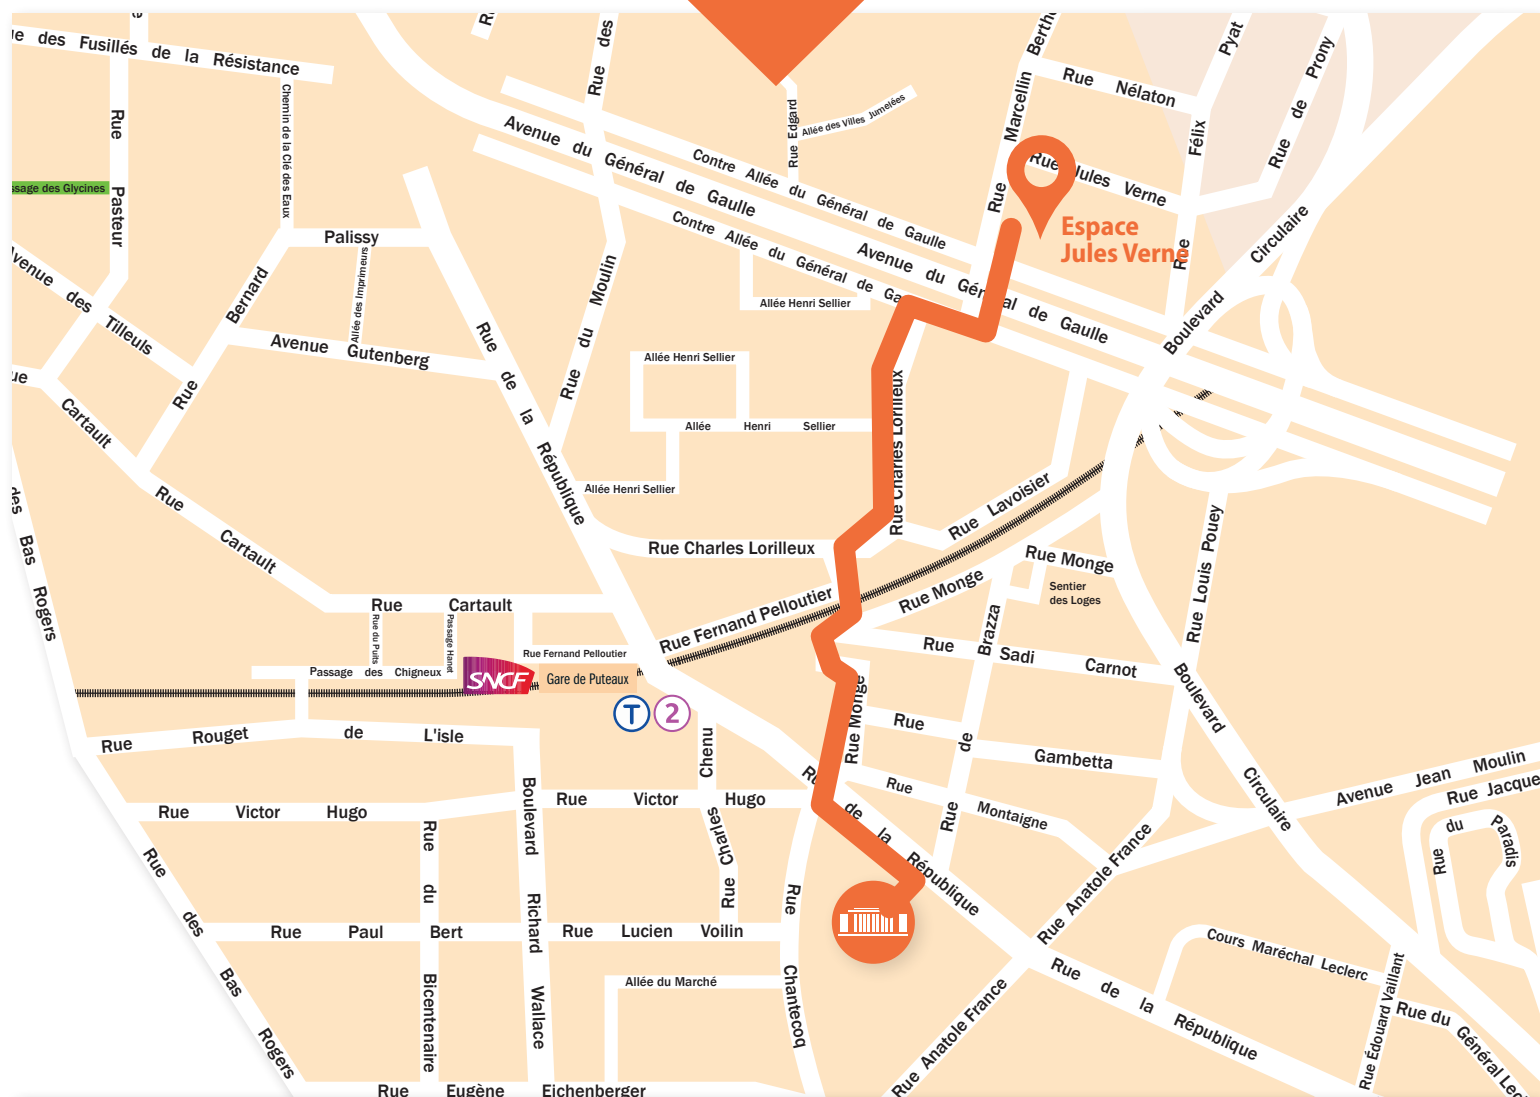 e des Fusillés de la Résistance
Rue Pasteur
Chemin de la Clé des Eaux
ssage des Glycines
Palissy
Rue Bernard
Allée des Imprimeurs
Avenue Gutenberg
venue des Tilleuls
ue Cartault
Rue Cartault
Rue Cartault
des Bas Rogers
Rue du Puits
Passage Hanet
Passage des Chigneux
SNCF
Gare de Puteaux
Rue Fernand Pelloutier
Rue Fernand Pelloutier
T 2
Rue des
Rue du Moulin
Rue de la République
Avenue du Général de Gaulle
Contre Allée du Général de Gaulle
Contre Allée du Général de Ga
Avenue du Général de Gaulle
Rue Edgard
Allée des Villes Jumelées
Allée Henri Sellier
Allée Henri Sellier
Allée Henri Sellier
Allée Henri Sellier
Rue Marcellin Berth
Rue Nélaton
Rue Jules Verne
Espace
Jules Verne
Rue Félix Pyat
Rue de Prony
Boulevard Circulaire
Rue Charles Lorilleux
Rue Charles Lorilleux
Rue Lavoisier
Rue Monge
Rue Monge
Sentier
des Loges
Rue Louis Pouey
Rue Sadi Carnot
Rue de Brazza
Rue Monge
Rue Gambetta
Rue Montaigne
Boulevard Circulaire
Avenue Jean Moulin
Rue Jacque
Rue du Paradis
Rue Rouget de L'isle
Rue Victor Hugo
Rue Victor Hugo
Rue Charles Chenu
Boulevard Richard Wallace
Rue du Bicentenaire
Rue des Bas Rogers
Rue Paul Bert
Rue Lucien Voilin
Allée du Marché
Rue Chantecoq
Rue Eugène Eichenberger
Rue de la République
Rue Anatole France
Rue Anatole France
Rue de la République
Cours Maréchal Leclerc
Rue Édouard Vaillant
Rue du Général Lec